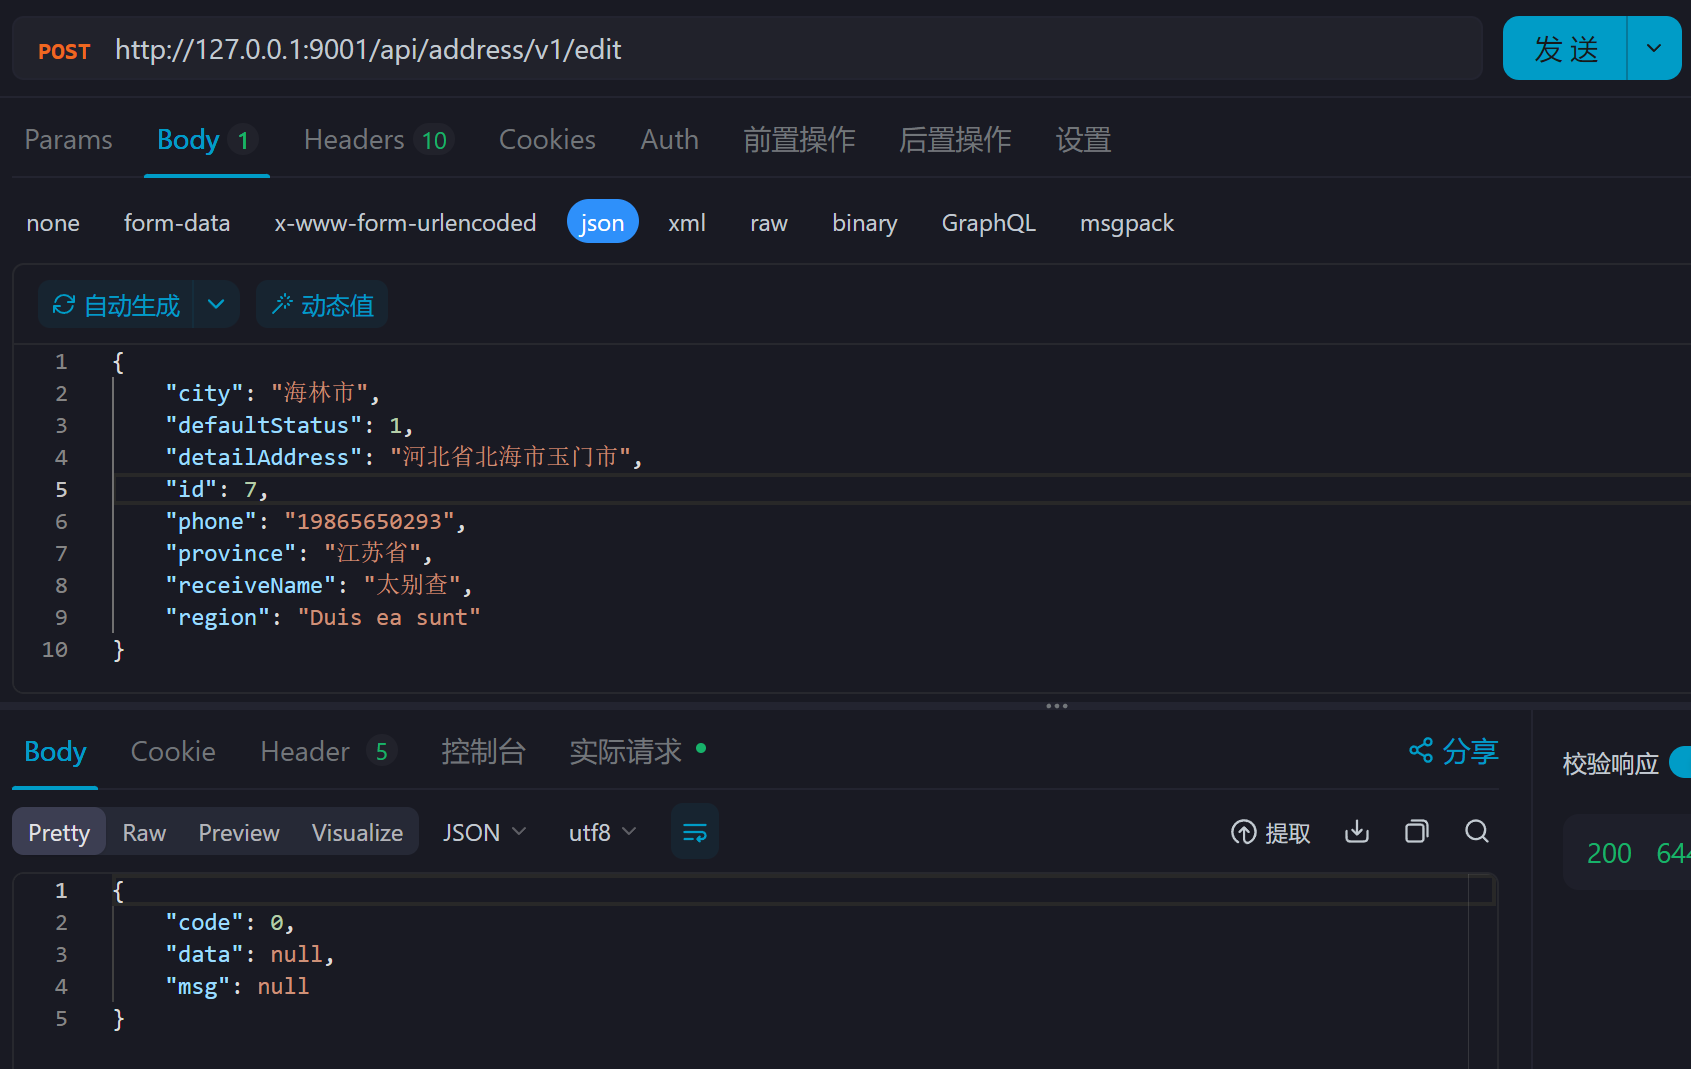 POST http://127.0.0.1:9001/api/address/v1/edit 发 送
Params Body 1 Headers 10 Cookies Auth 前置操作 后置操作 设置
none form-data x-www-form-urlencoded json xml raw binary GraphQL msgpack
自动生成 动态值
1 {
2 "city": "海林市",
3 "defaultStatus": 1,
4 "detailAddress": "河北省北海市玉门市",
5 "id": 7,
6 "phone": "19865650293",
7 "province": "江苏省",
8 "receiveName": "太别查",
9 "region": "Duis ea sunt"
10 }
Body Cookie Header 5 控制台 实际请求 分享
校验响应
Pretty Raw Preview Visualize JSON utf8 提取
200 644
1 {
2 "code": 0,
3 "data": null,
4 "msg": null
5 }